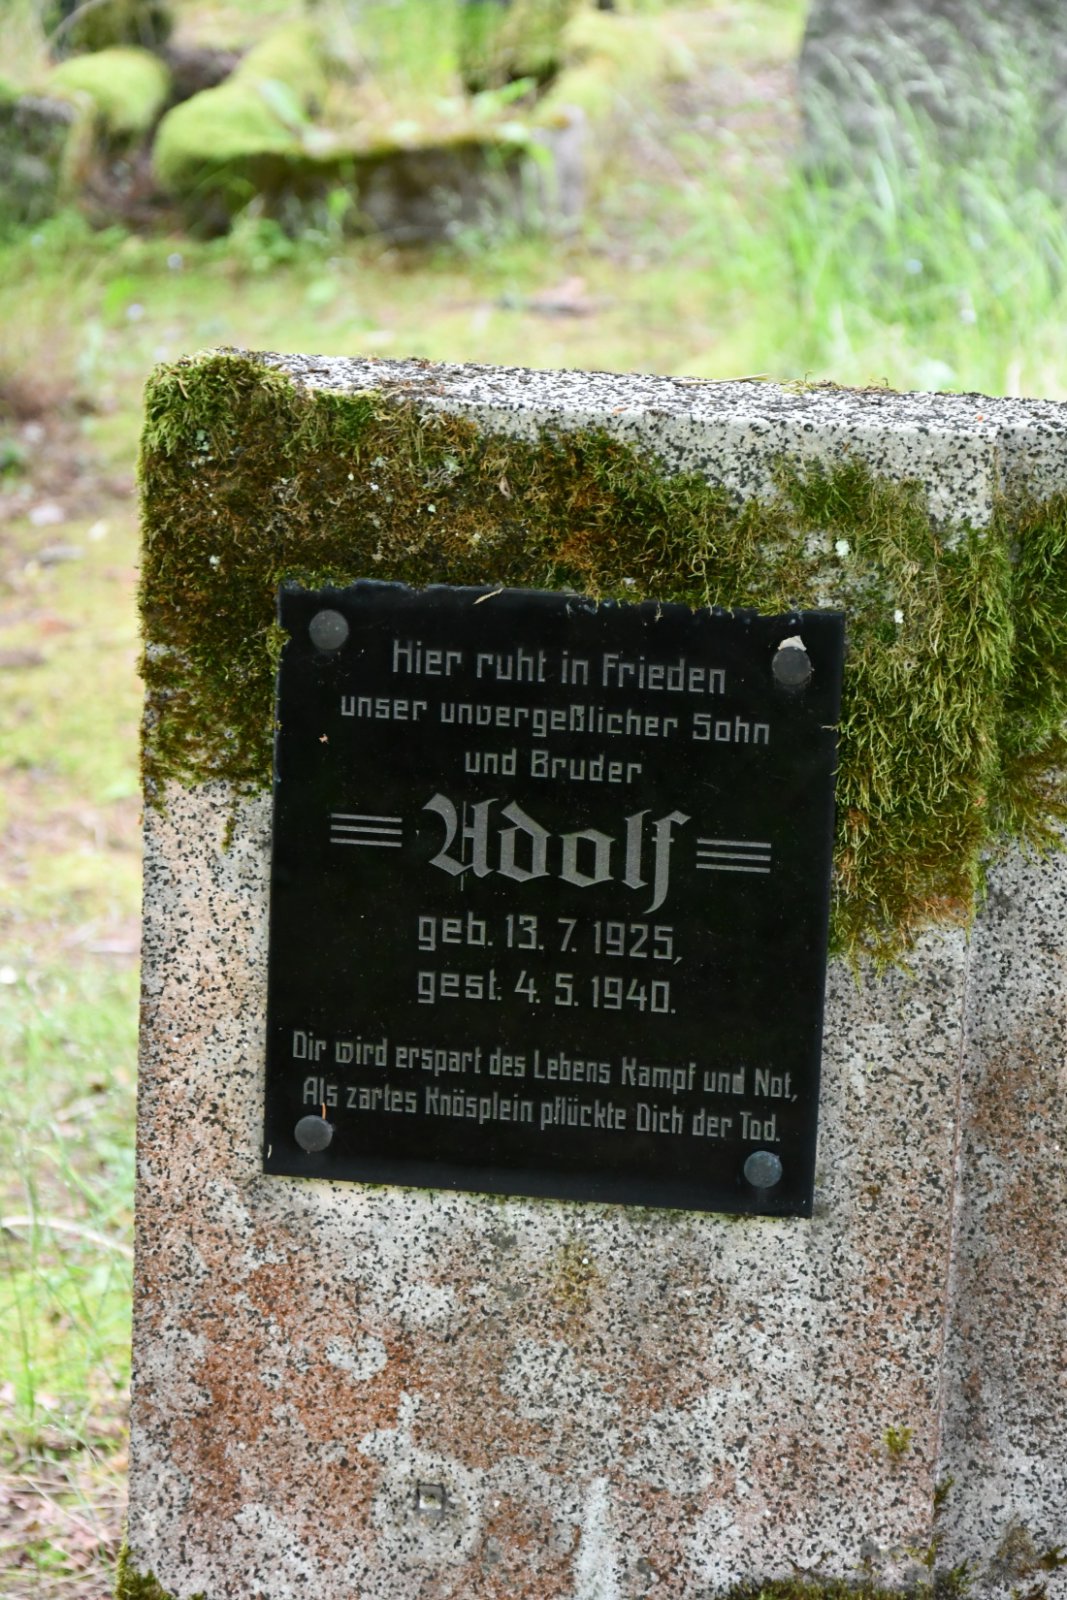 Hier ruht in Frieden
unser unvergeßlicher Sohn
und Bruder
Adolf
geb. 13. 7. 1925,
gest. 4. 5. 1940.
Dir wird erspart des Lebens Kampf und Not,
Als zartes Knösplein pflückte Dich der Tod.